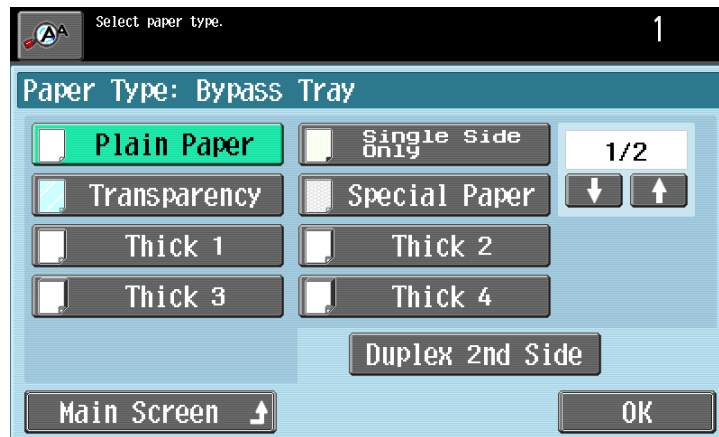 AA
Select paper type.
1
Paper Type: Bypass Tray
Plain Paper
Single Side
Only
1/2
Transparency
Special Paper
Thick 1
Thick 2
Thick 3
Thick 4
Duplex 2nd Side
Main Screen
OK